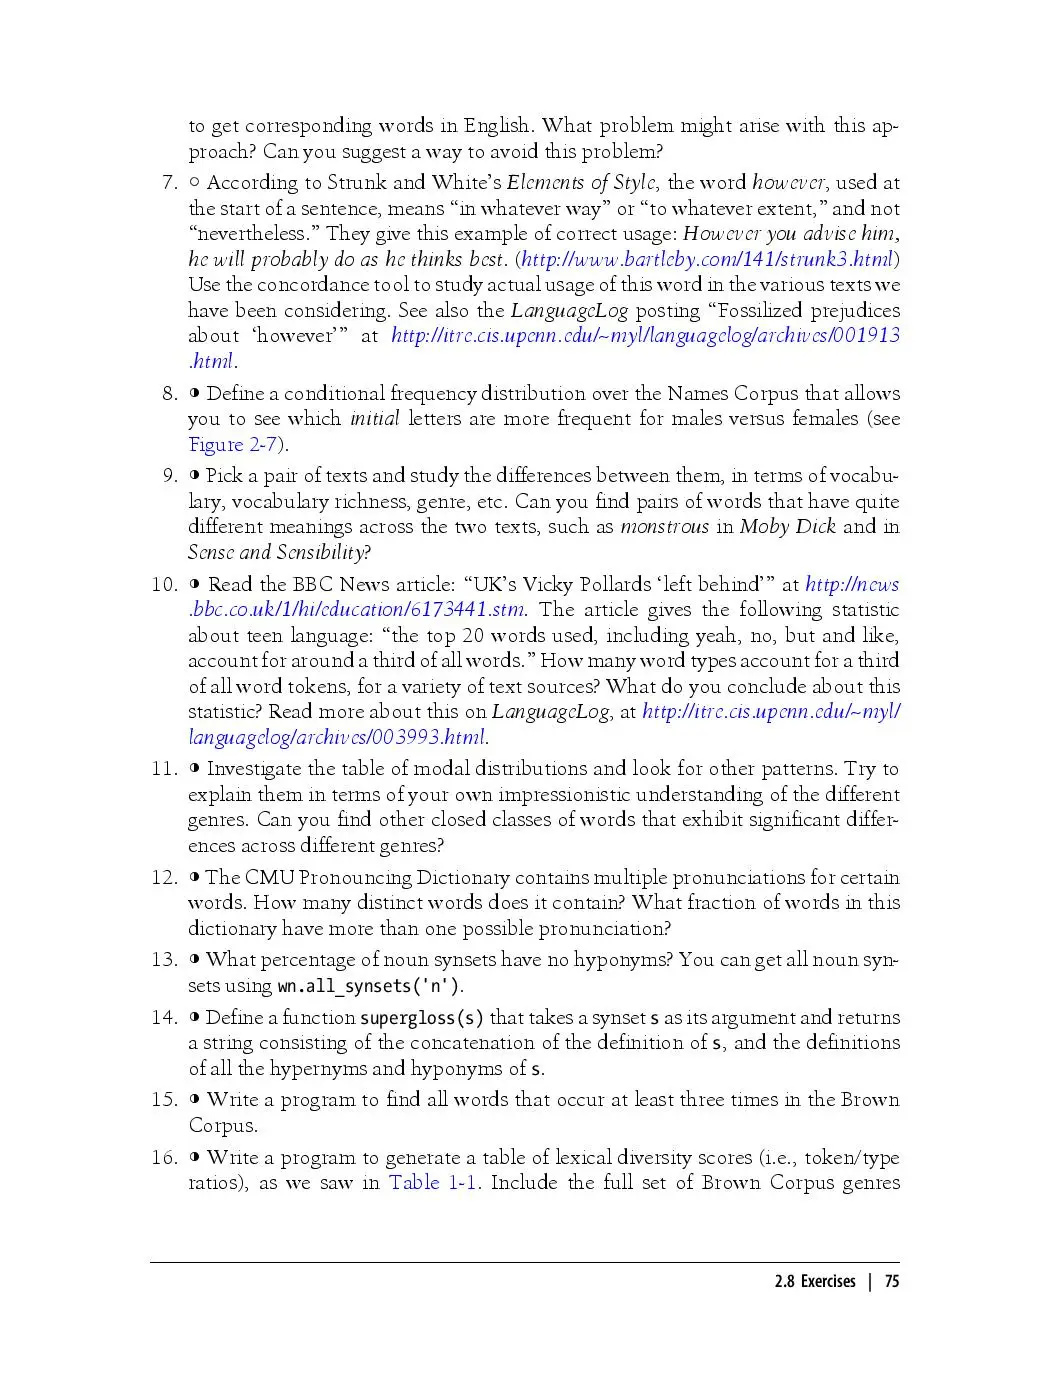 to get corresponding words in English. What problem might arise with this ap-
proach? Can you suggest a way to avoid this problem?
7. ○ According to Strunk and White’s Elements of Style, the word however, used at
the start of a sentence, means “in whatever way” or “to whatever extent,” and not
“nevertheless.” They give this example of correct usage: However you advise him,
he will probably do as he thinks best. (http://www.bartleby.com/141/strunk3.html)
Use the concordance tool to study actual usage of this word in the various texts we
have been considering. See also the LanguageLog posting “Fossilized prejudices
about ‘however’” at http://itre.cis.upenn.edu/~myl/languagelog/archives/001913
.html.
8. ◑ Define a conditional frequency distribution over the Names Corpus that allows
you to see which initial letters are more frequent for males versus females (see
Figure 2-7).
9. ◑ Pick a pair of texts and study the differences between them, in terms of vocabu-
lary, vocabulary richness, genre, etc. Can you find pairs of words that have quite
different meanings across the two texts, such as monstrous in Moby Dick and in
Sense and Sensibility?
10. ◑ Read the BBC News article: “UK’s Vicky Pollards ‘left behind’” at http://news
.bbc.co.uk/1/hi/education/6173441.stm. The article gives the following statistic
about teen language: “the top 20 words used, including yeah, no, but and like,
account for around a third of all words.” How many word types account for a third
of all word tokens, for a variety of text sources? What do you conclude about this
statistic? Read more about this on LanguageLog, at http://itre.cis.upenn.edu/~myl/
languagelog/archives/003993.html.
11. ◑ Investigate the table of modal distributions and look for other patterns. Try to
explain them in terms of your own impressionistic understanding of the different
genres. Can you find other closed classes of words that exhibit significant differ-
ences across different genres?
12. ◑ The CMU Pronouncing Dictionary contains multiple pronunciations for certain
words. How many distinct words does it contain? What fraction of words in this
dictionary have more than one possible pronunciation?
13. ◑ What percentage of noun synsets have no hyponyms? You can get all noun syn-
sets using wn.all_synsets('n').
14. ◑ Define a function supergloss(s) that takes a synset s as its argument and returns
a string consisting of the concatenation of the definition of s, and the definitions
of all the hypernyms and hyponyms of s.
15. ◑ Write a program to find all words that occur at least three times in the Brown
Corpus.
16. ◑ Write a program to generate a table of lexical diversity scores (i.e., token/type
ratios), as we saw in Table 1-1. Include the full set of Brown Corpus genres
2.8 Exercises | 75